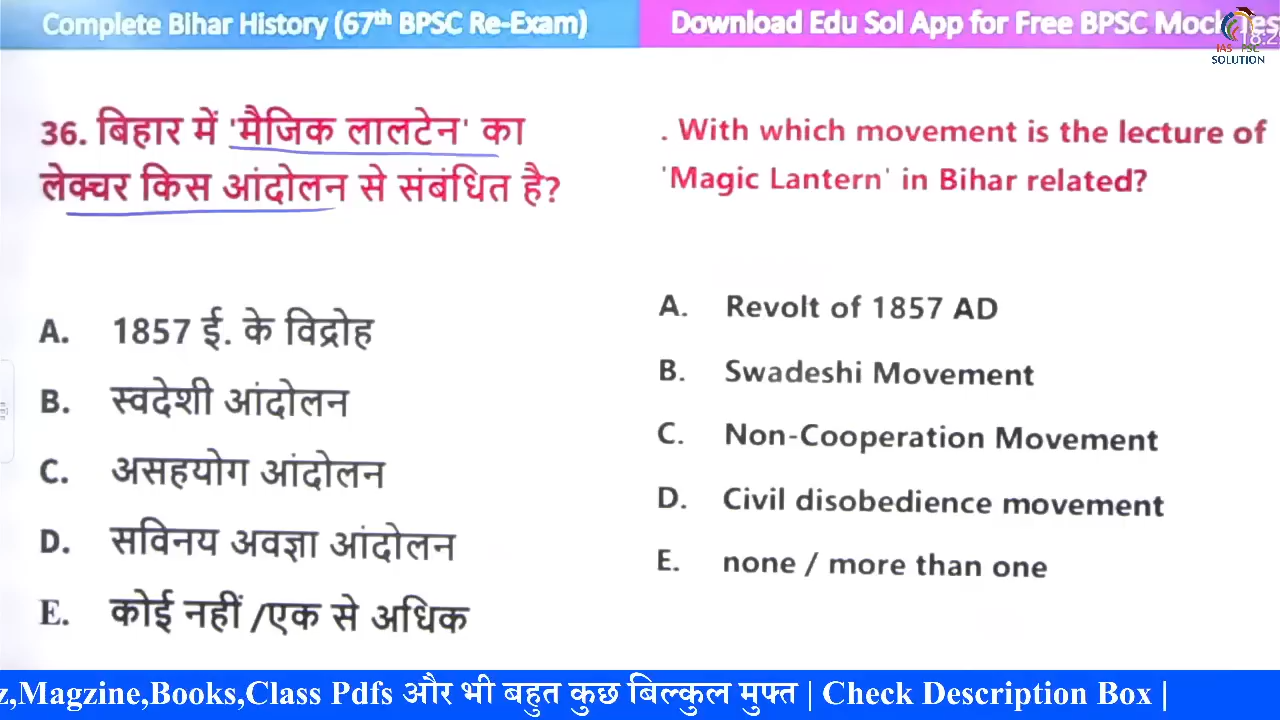 Complete Bihar History (67th BPSC Re-Exam)
Download Edu Sol App for Free BPSC Mock
IAS PSC
SOLUTION
36. बिहार में 'मैजिक लालटेन' का
लेक्चर किस आंदोलन से संबंधित है?
A. 1857 ई. के विद्रोह
B. स्वदेशी आंदोलन
C. असहयोग आंदोलन
D. सविनय अवज्ञा आंदोलन
E. कोई नहीं /एक से अधिक
. With which movement is the lecture of
'Magic Lantern' in Bihar related?
A. Revolt of 1857 AD
B. Swadeshi Movement
C. Non-Cooperation Movement
D. Civil disobedience movement
E. none / more than one
z,Magzine,Books,Class Pdfs और भी बहुत कुछ बिल्कुल मुफ्त | Check Description Box |